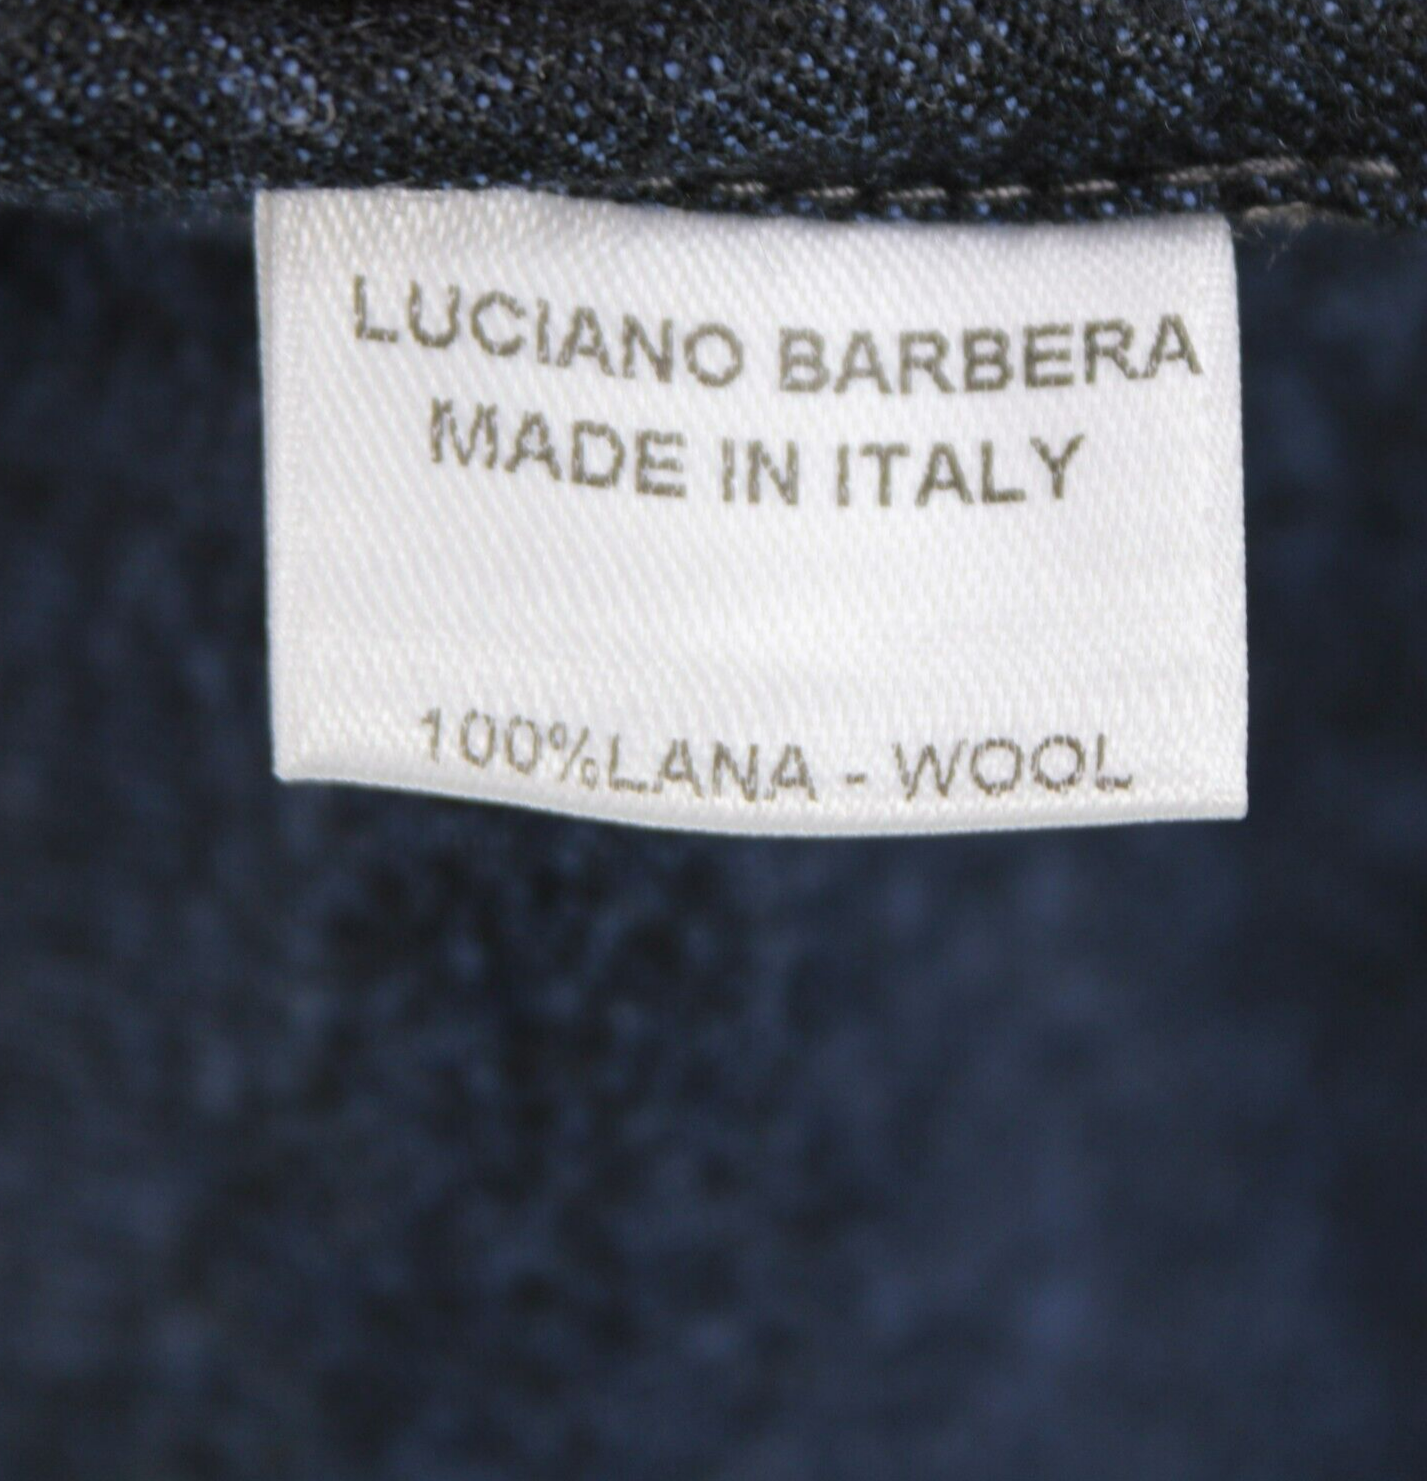 LUCIANO BARBERA
MADE IN ITALY
100%LANA - WOOL